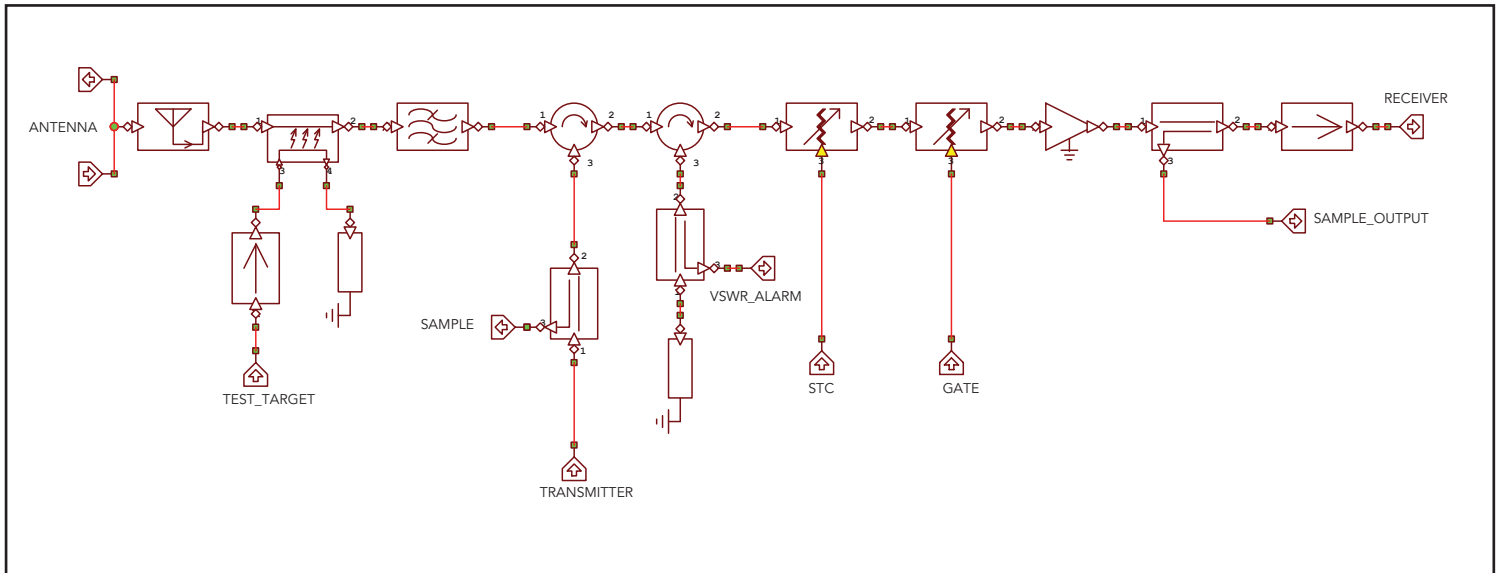 RECEIVER
ANTENNA
1 2 1 2 1 2 1 2 1 2 1 2
3 4 3 3 3 3 3
SAMPLE_OUTPUT
2
2
3
VSWR_ALARM
1
SAMPLE
3
1
STC
GATE
TEST_TARGET
TRANSMITTER